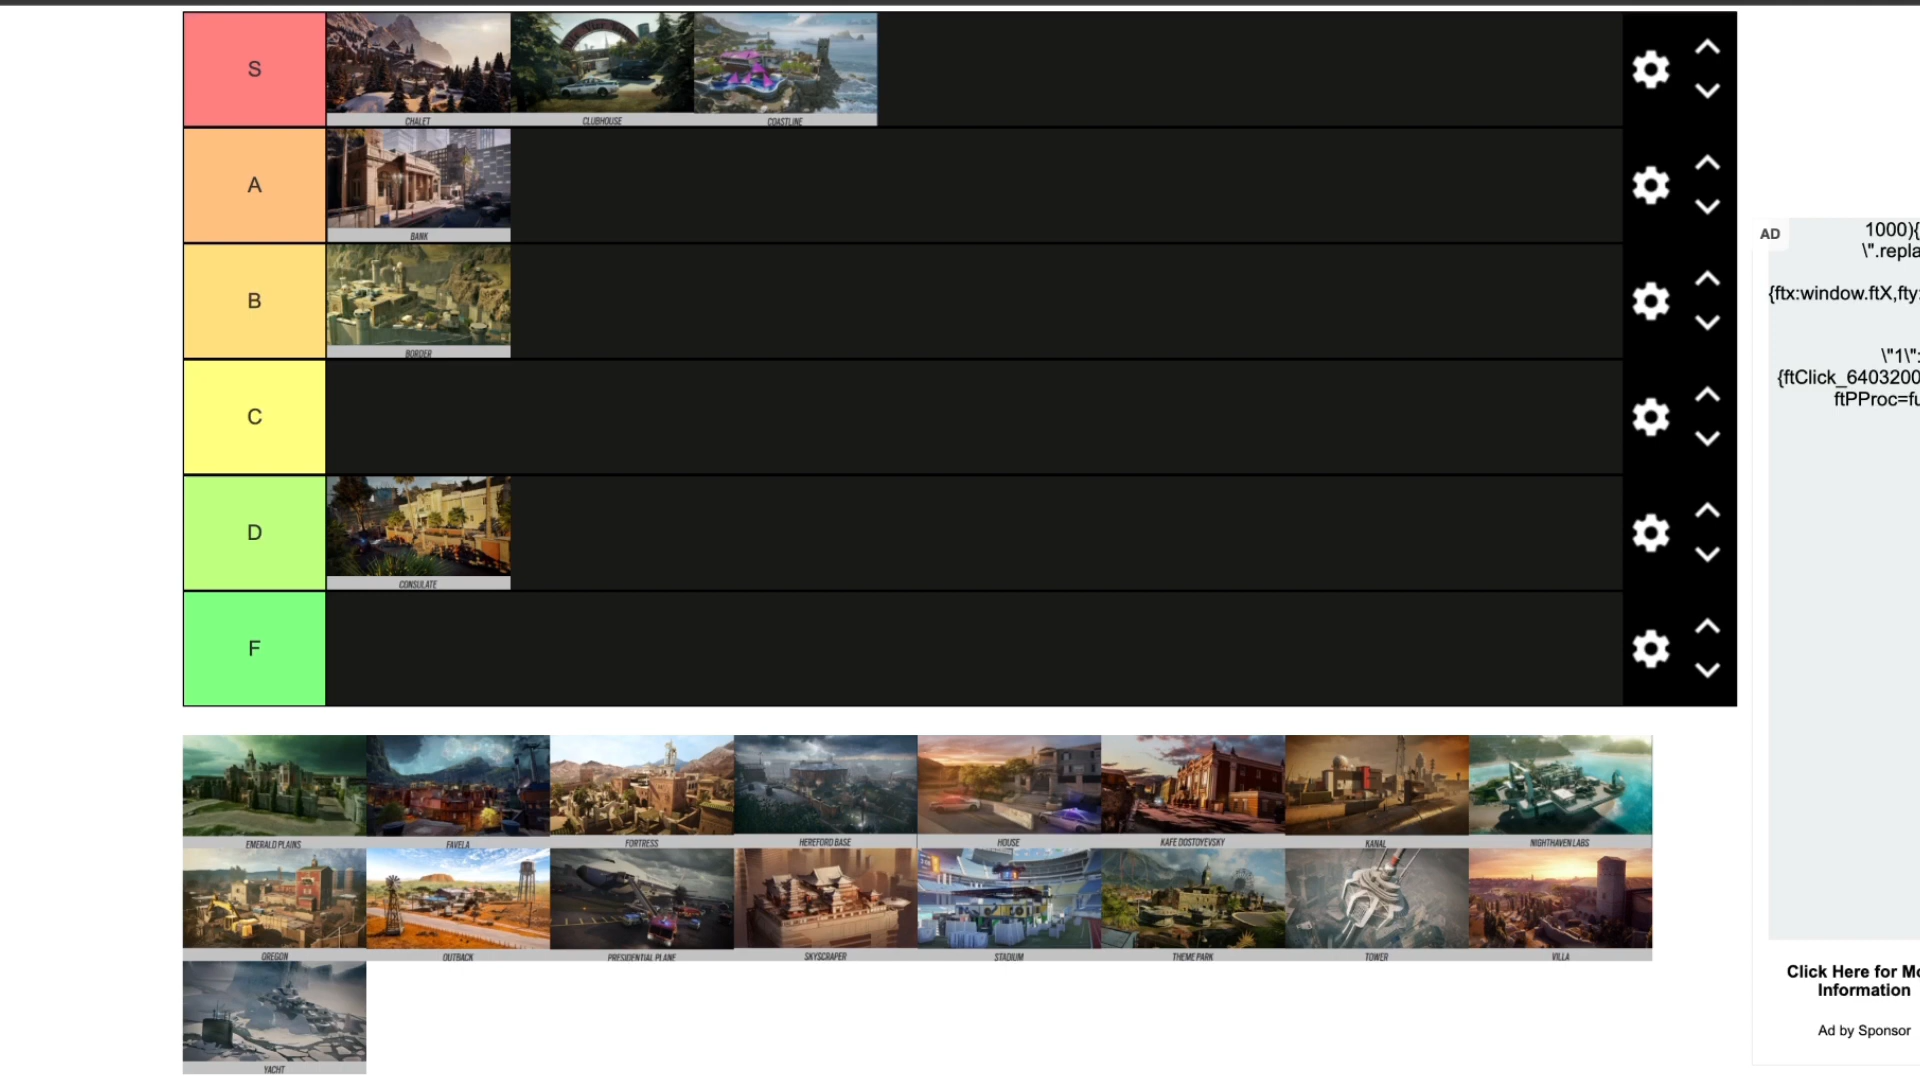 S
CHALET
CLUBHOUSE
COASTLINE
A
BANK
B
BORDER
C
D
CONSULATE
F
EMERALD PLAINS
FAVELA
FORTRESS
HEREFORD BASE
HOUSE
KAFE DOSTOYEVSKY
KANAL
NIGHTHAVEN LABS
OREGON
OUTBACK
PRESIDENTIAL PLANE
SKYSCRAPER
STADIUM
THEME PARK
TOWER
VILLA
YACHT
AD
1000){
\".repla
{ftx:window.ftX,fty:
\"1\":
{ftClick_6403200
ftPProc=fu
Click Here for Mo
Information
Ad by Sponsor